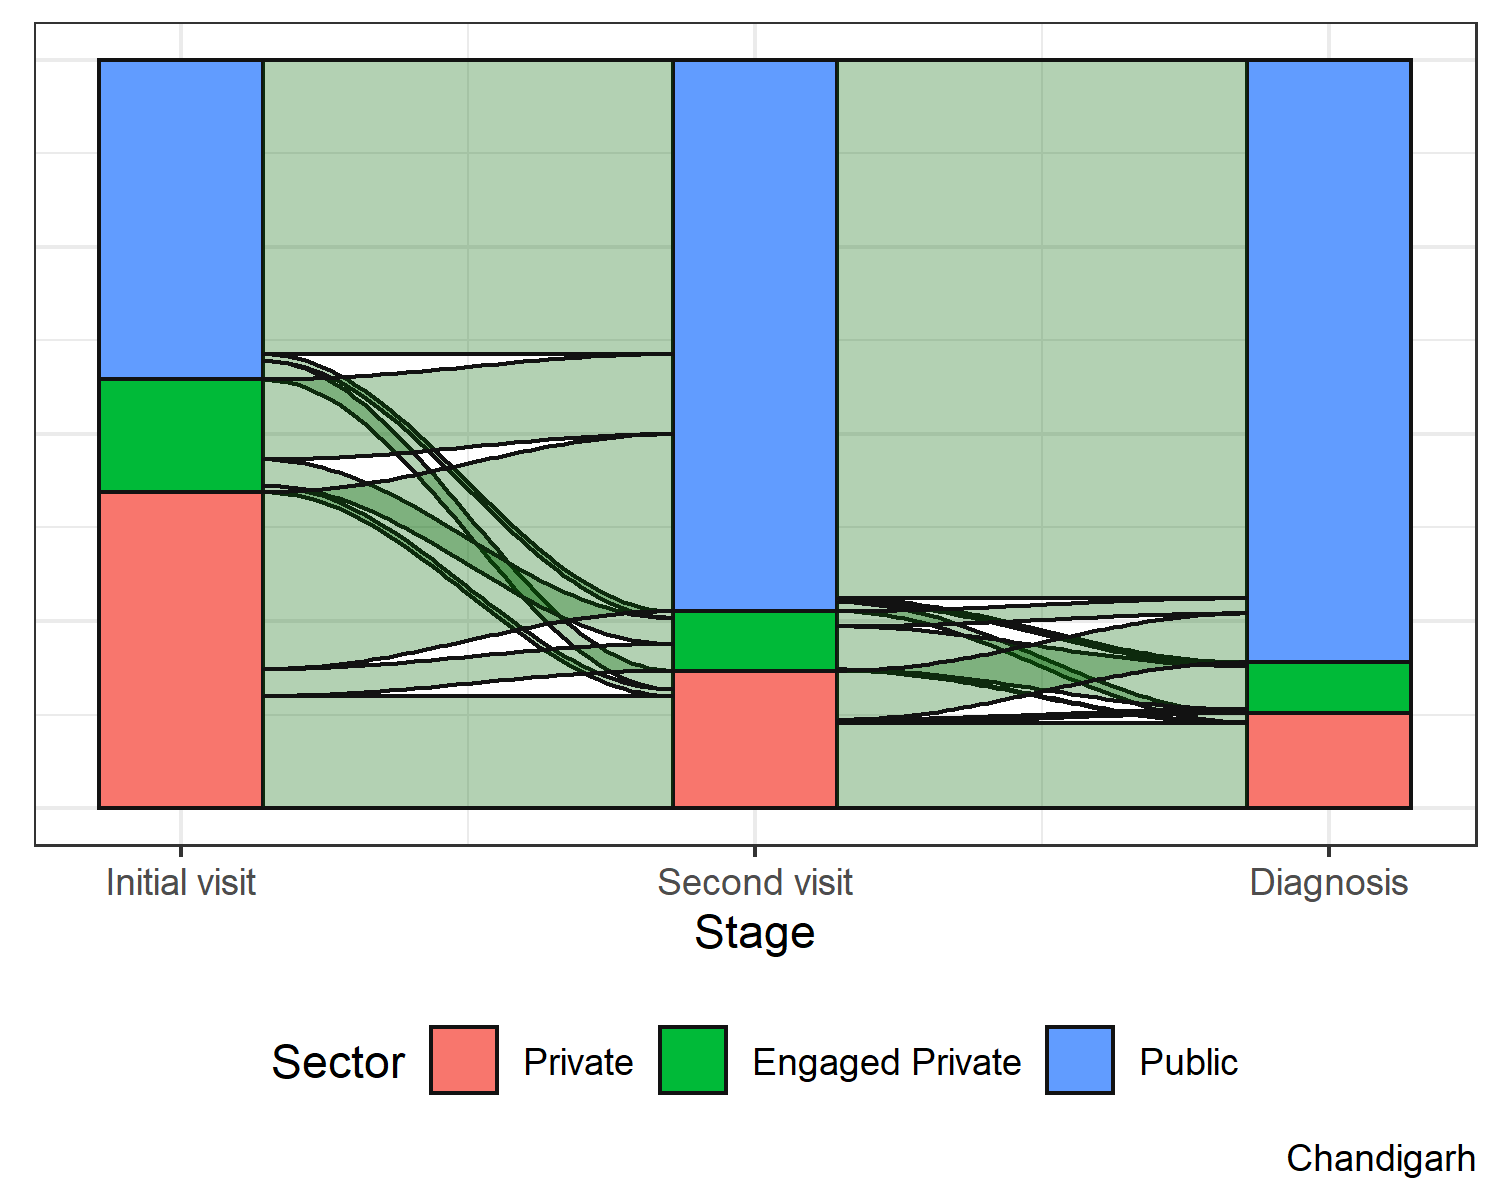 Initial visit Second visit Diagnosis
Stage
Sector Private Engaged Private Public
Chandigarh